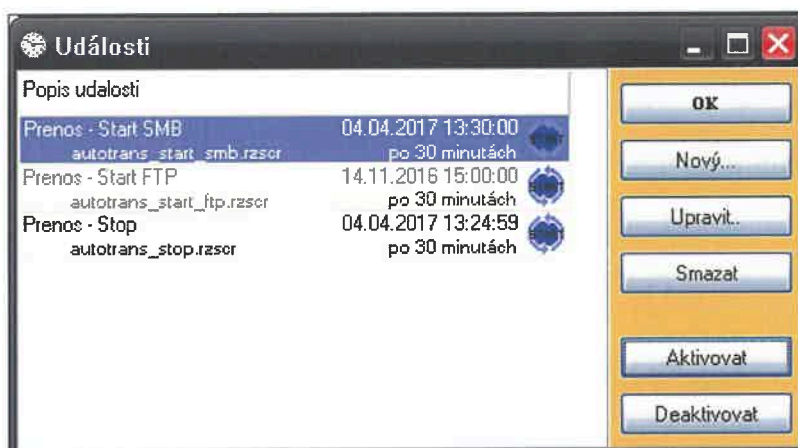 Události
Popis udalosti
Prenos - Start SMB 04.04.2017 13:30:00
autotrans_start_smb.rzscr po 30 minutách
Prenos - Start FTP 14.11.2016 15:00:00
autotrans_start_ftp.rzscr po 30 minutách
Prenos - Stop 04.04.2017 13:24:59
autotrans_stop.rzscr po 30 minutách
OK
Nový...
Upravit..
Smazat
Aktivovat
Deaktivovat